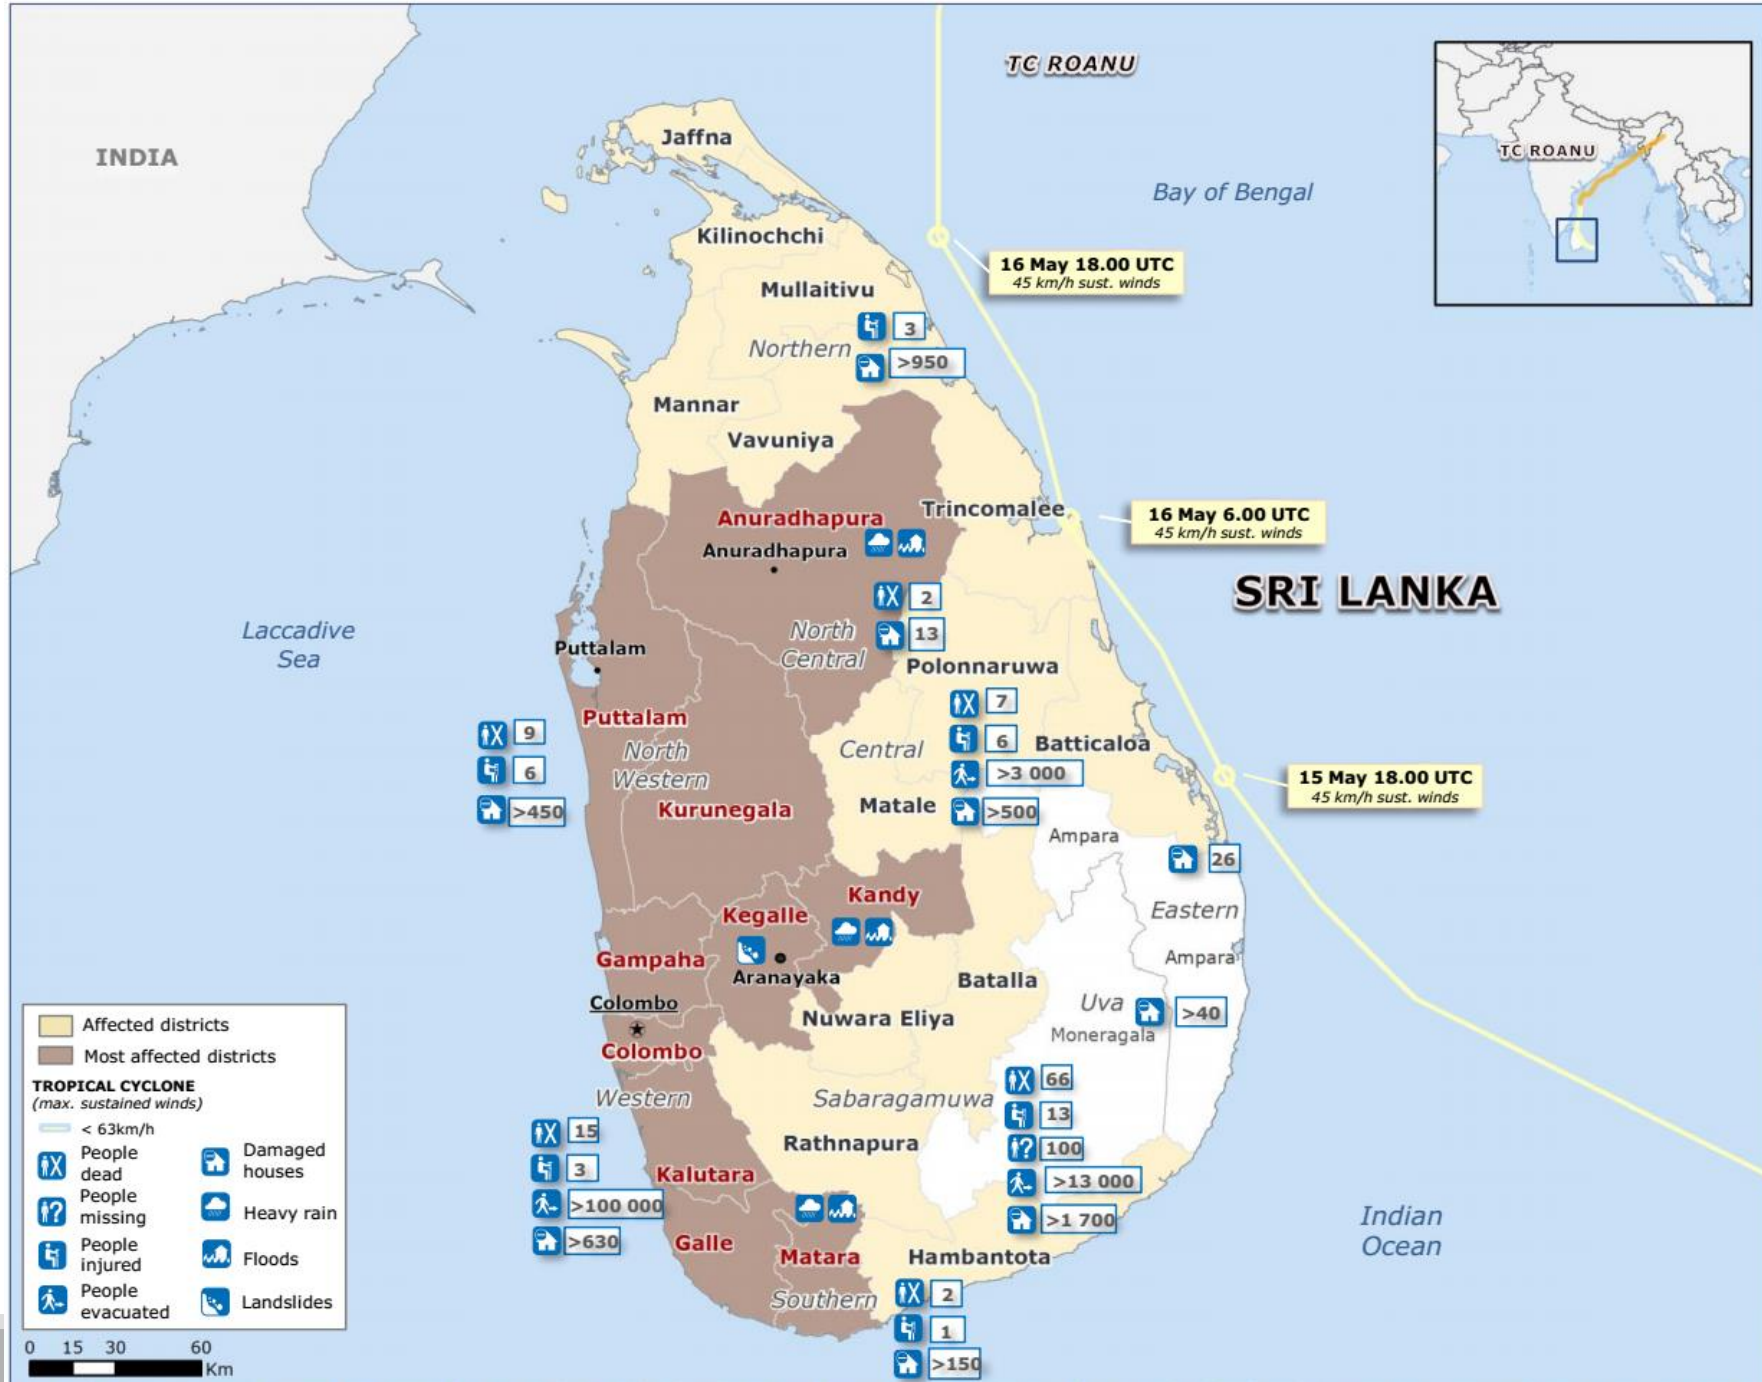 TC ROANU
INDIA
Jaffna
Bay of Bengal
TC ROANU
Kilinochchi
16 May 18.00 UTC
45 km/h sust. winds
Mullaitivu
3
Northern
>950
Mannar
Vavuniya
Trincomalee
Anuradhapura
16 May 6.00 UTC
45 km/h sust. winds
Anuradhapura
SRI LANKA
2
Laccadive
Sea
North
Central
13
Puttalam
Polonnaruwa
7
Puttalam
9
North
Western
Central
6
Batticaloa
6
>3 000
15 May 18.00 UTC
45 km/h sust. winds
>450
Kurunegala
Matale
>500
Ampara
26
Kandy
Kegalle
Eastern
Gampaha
Ampara
Aranayaka
Batalla
Colombo
Uva
>40
Nuwara Eliya
Moneragala
Colombo
Western
Sabaragamuwa
66
13
15
Rathnapura
100
3
Kalutara
>13 000
>100 000
>1 700
>630
Galle
Matara
Hambantota
Indian
Ocean
Southern
2
1
>150
Affected districts
Most affected districts
TROPICAL CYCLONE
(max. sustained winds)
< 63km/h
People
dead
Damaged
houses
People
missing
Heavy rain
People
injured
Floods
People
evacuated
Landslides
0 15 30 60
Km